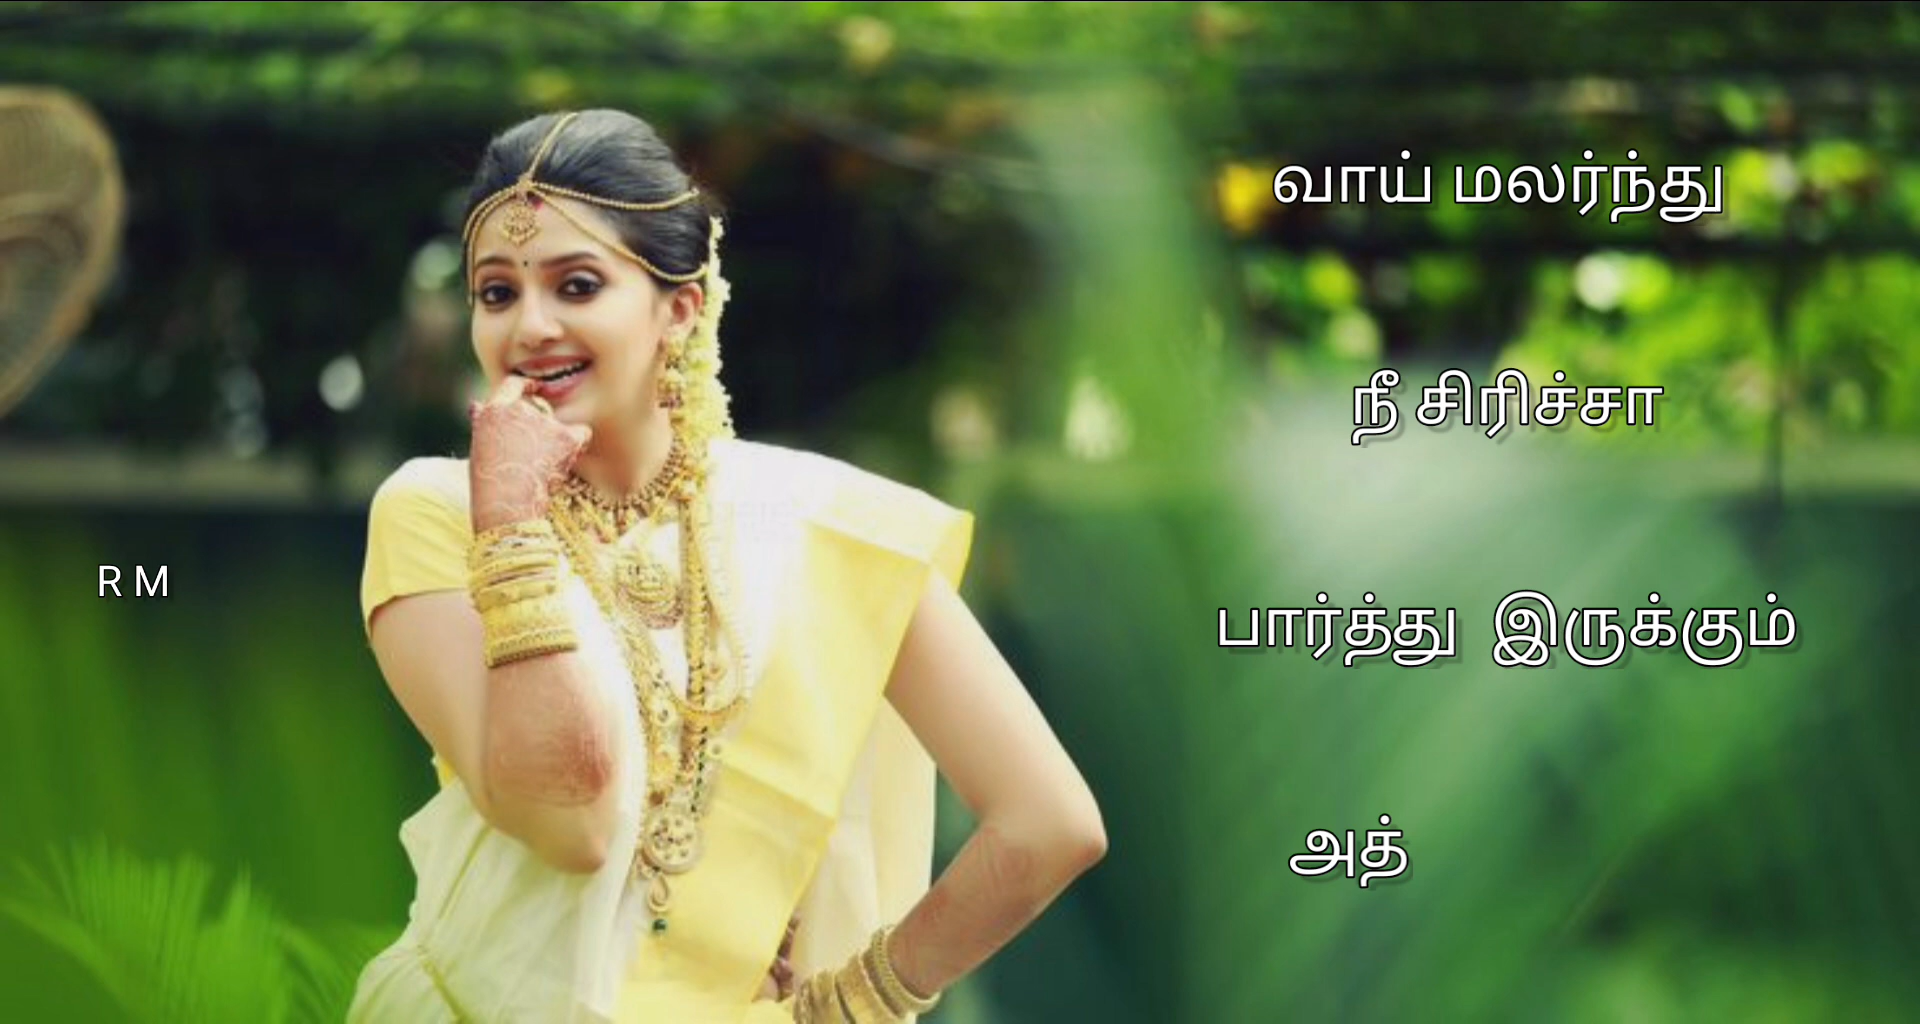 வாய் மலர்ந்து
நீ சிரிச்சா
பார்த்து இருக்கும்
அத்
R M